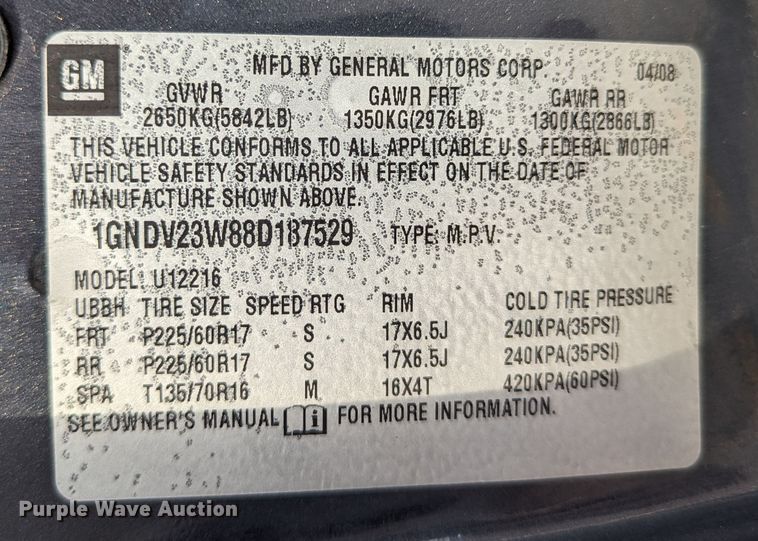 GM
MFD BY GENERAL MOTORS CORP 04/08
GVWR GAWR FRT GAWR RR
2650KG(5842LB) 1350KG(2976LB) 1300KG(2866LB)
THIS VEHICLE CONFORMS TO ALL APPLICABLE U.S. FEDERAL MOTOR
VEHICLE SAFETY STANDARDS IN EFFECT ON THE DATE OF
MANUFACTURE SHOWN ABOVE.
1GNDV23W88D187529 TYPE: M.P.V.
MODEL: U12216
UBBH TIRE SIZE SPEED RTG RIM COLD TIRE PRESSURE
FRT P225/60R17 S 17X6.5J 240KPA(35PSI)
RR P225/60R17 S 17X6.5J 240KPA(35PSI)
SPA T135/70R16 M 16X4T 420KPA(60PSI)
SEE OWNER'S MANUAL i FOR MORE INFORMATION.
Purple Wave Auction